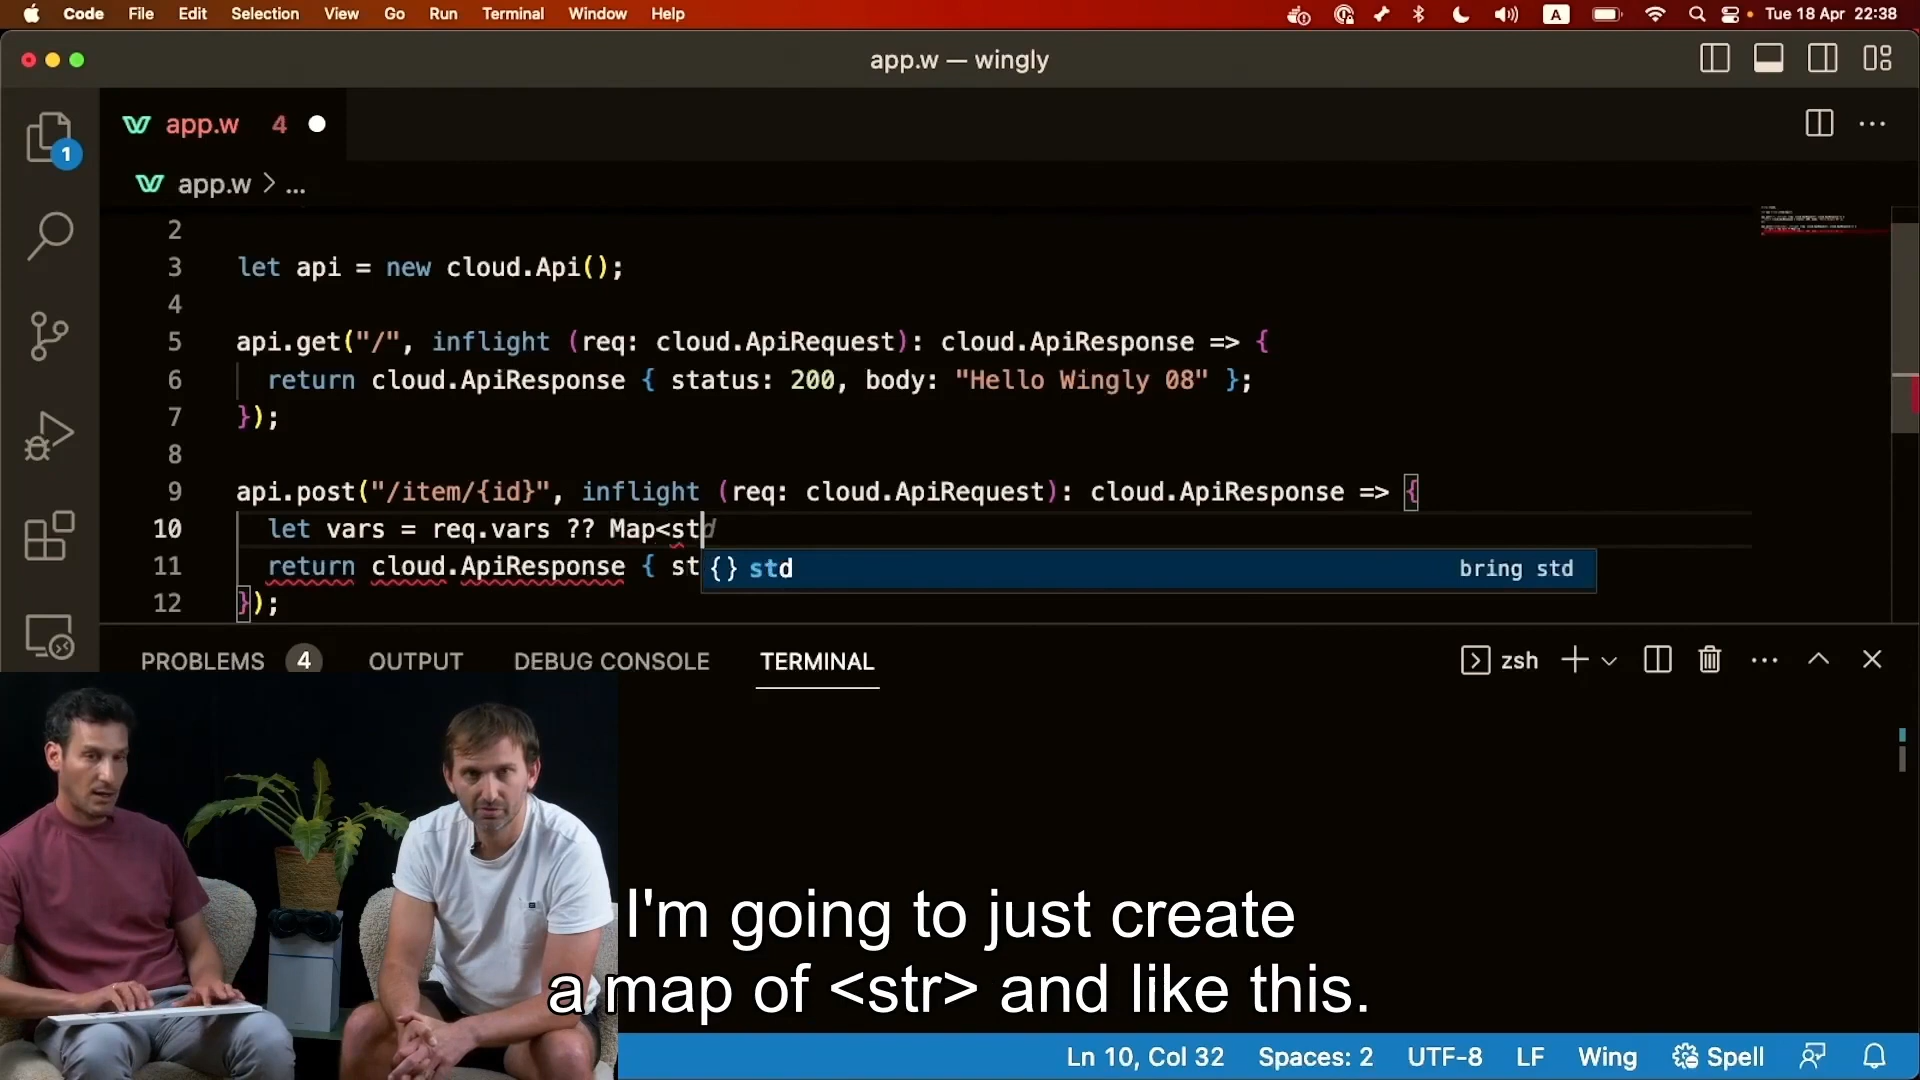 Code File Edit Selection View Go Run Terminal Window Help
A
Tue 18 Apr 22:38
app.w — wingly
1
app.w 4
app.w > ...
2
3 let api = new cloud.Api();
4
5 api.get("/", inflight (req: cloud.ApiRequest): cloud.ApiResponse => {
6 return cloud.ApiResponse { status: 200, body: "Hello Wingly 08" };
7 });
8
9 api.post("/item/{id}", inflight (req: cloud.ApiRequest): cloud.ApiResponse => {
10 let vars = req.vars ?? Map<std
11 return cloud.ApiResponse { st
{} std bring std
12 });
PROBLEMS 4 OUTPUT DEBUG CONSOLE TERMINAL
zsh
I'm going to just create
a map of <str> and like this.
Ln 10, Col 32 Spaces: 2 UTF-8 LF Wing Spell